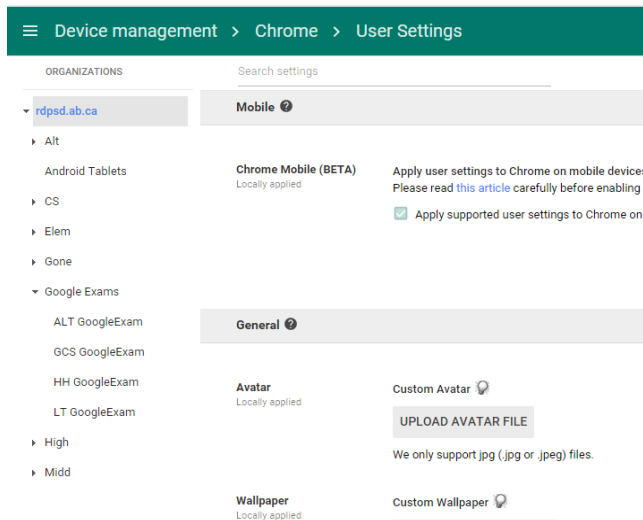 Device management > Chrome > User Settings
ORGANIZATIONS
rdpsd.ab.ca
Alt
Android Tablets
CS
Elem
Gone
Google Exams
ALT GoogleExam
GCS GoogleExam
HH GoogleExam
LT GoogleExam
High
Midd
Search settings
Mobile
Chrome Mobile (BETA)
Locally applied
Apply user settings to Chrome on mobile devices
Please read this article carefully before enabling
Apply supported user settings to Chrome on
General
Avatar
Locally applied
Custom Avatar
UPLOAD AVATAR FILE
We only support jpg (.jpg or .jpeg) files.
Wallpaper
Locally applied
Custom Wallpaper